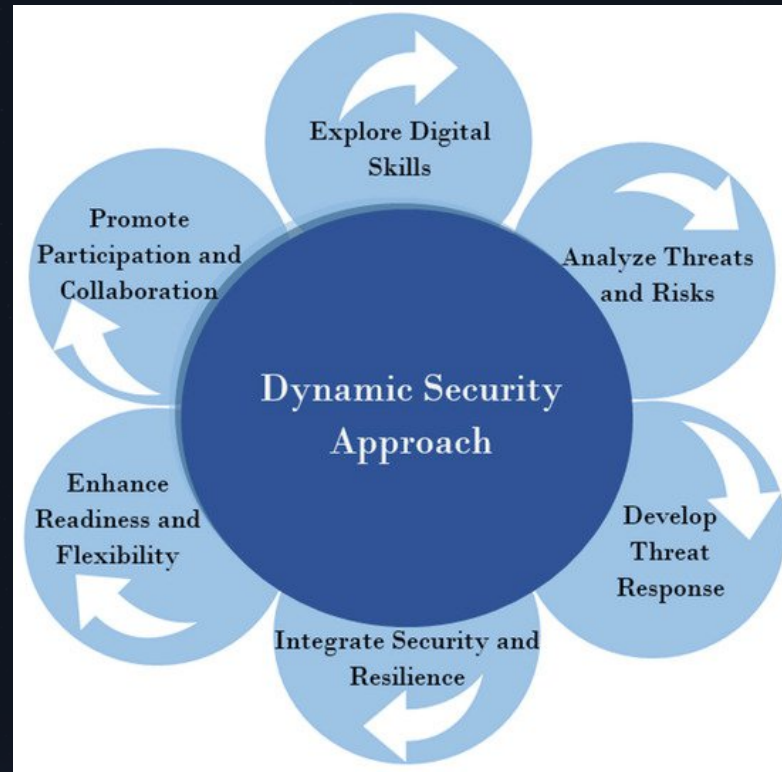 Explore Digital
Skills
Analyze Threats
and Risks
Develop
Threat
Response
Integrate Security and
Resilience
Enhance
Readiness and
Flexibility
Promote
Participation and
Collaboration
Dynamic Security
Approach